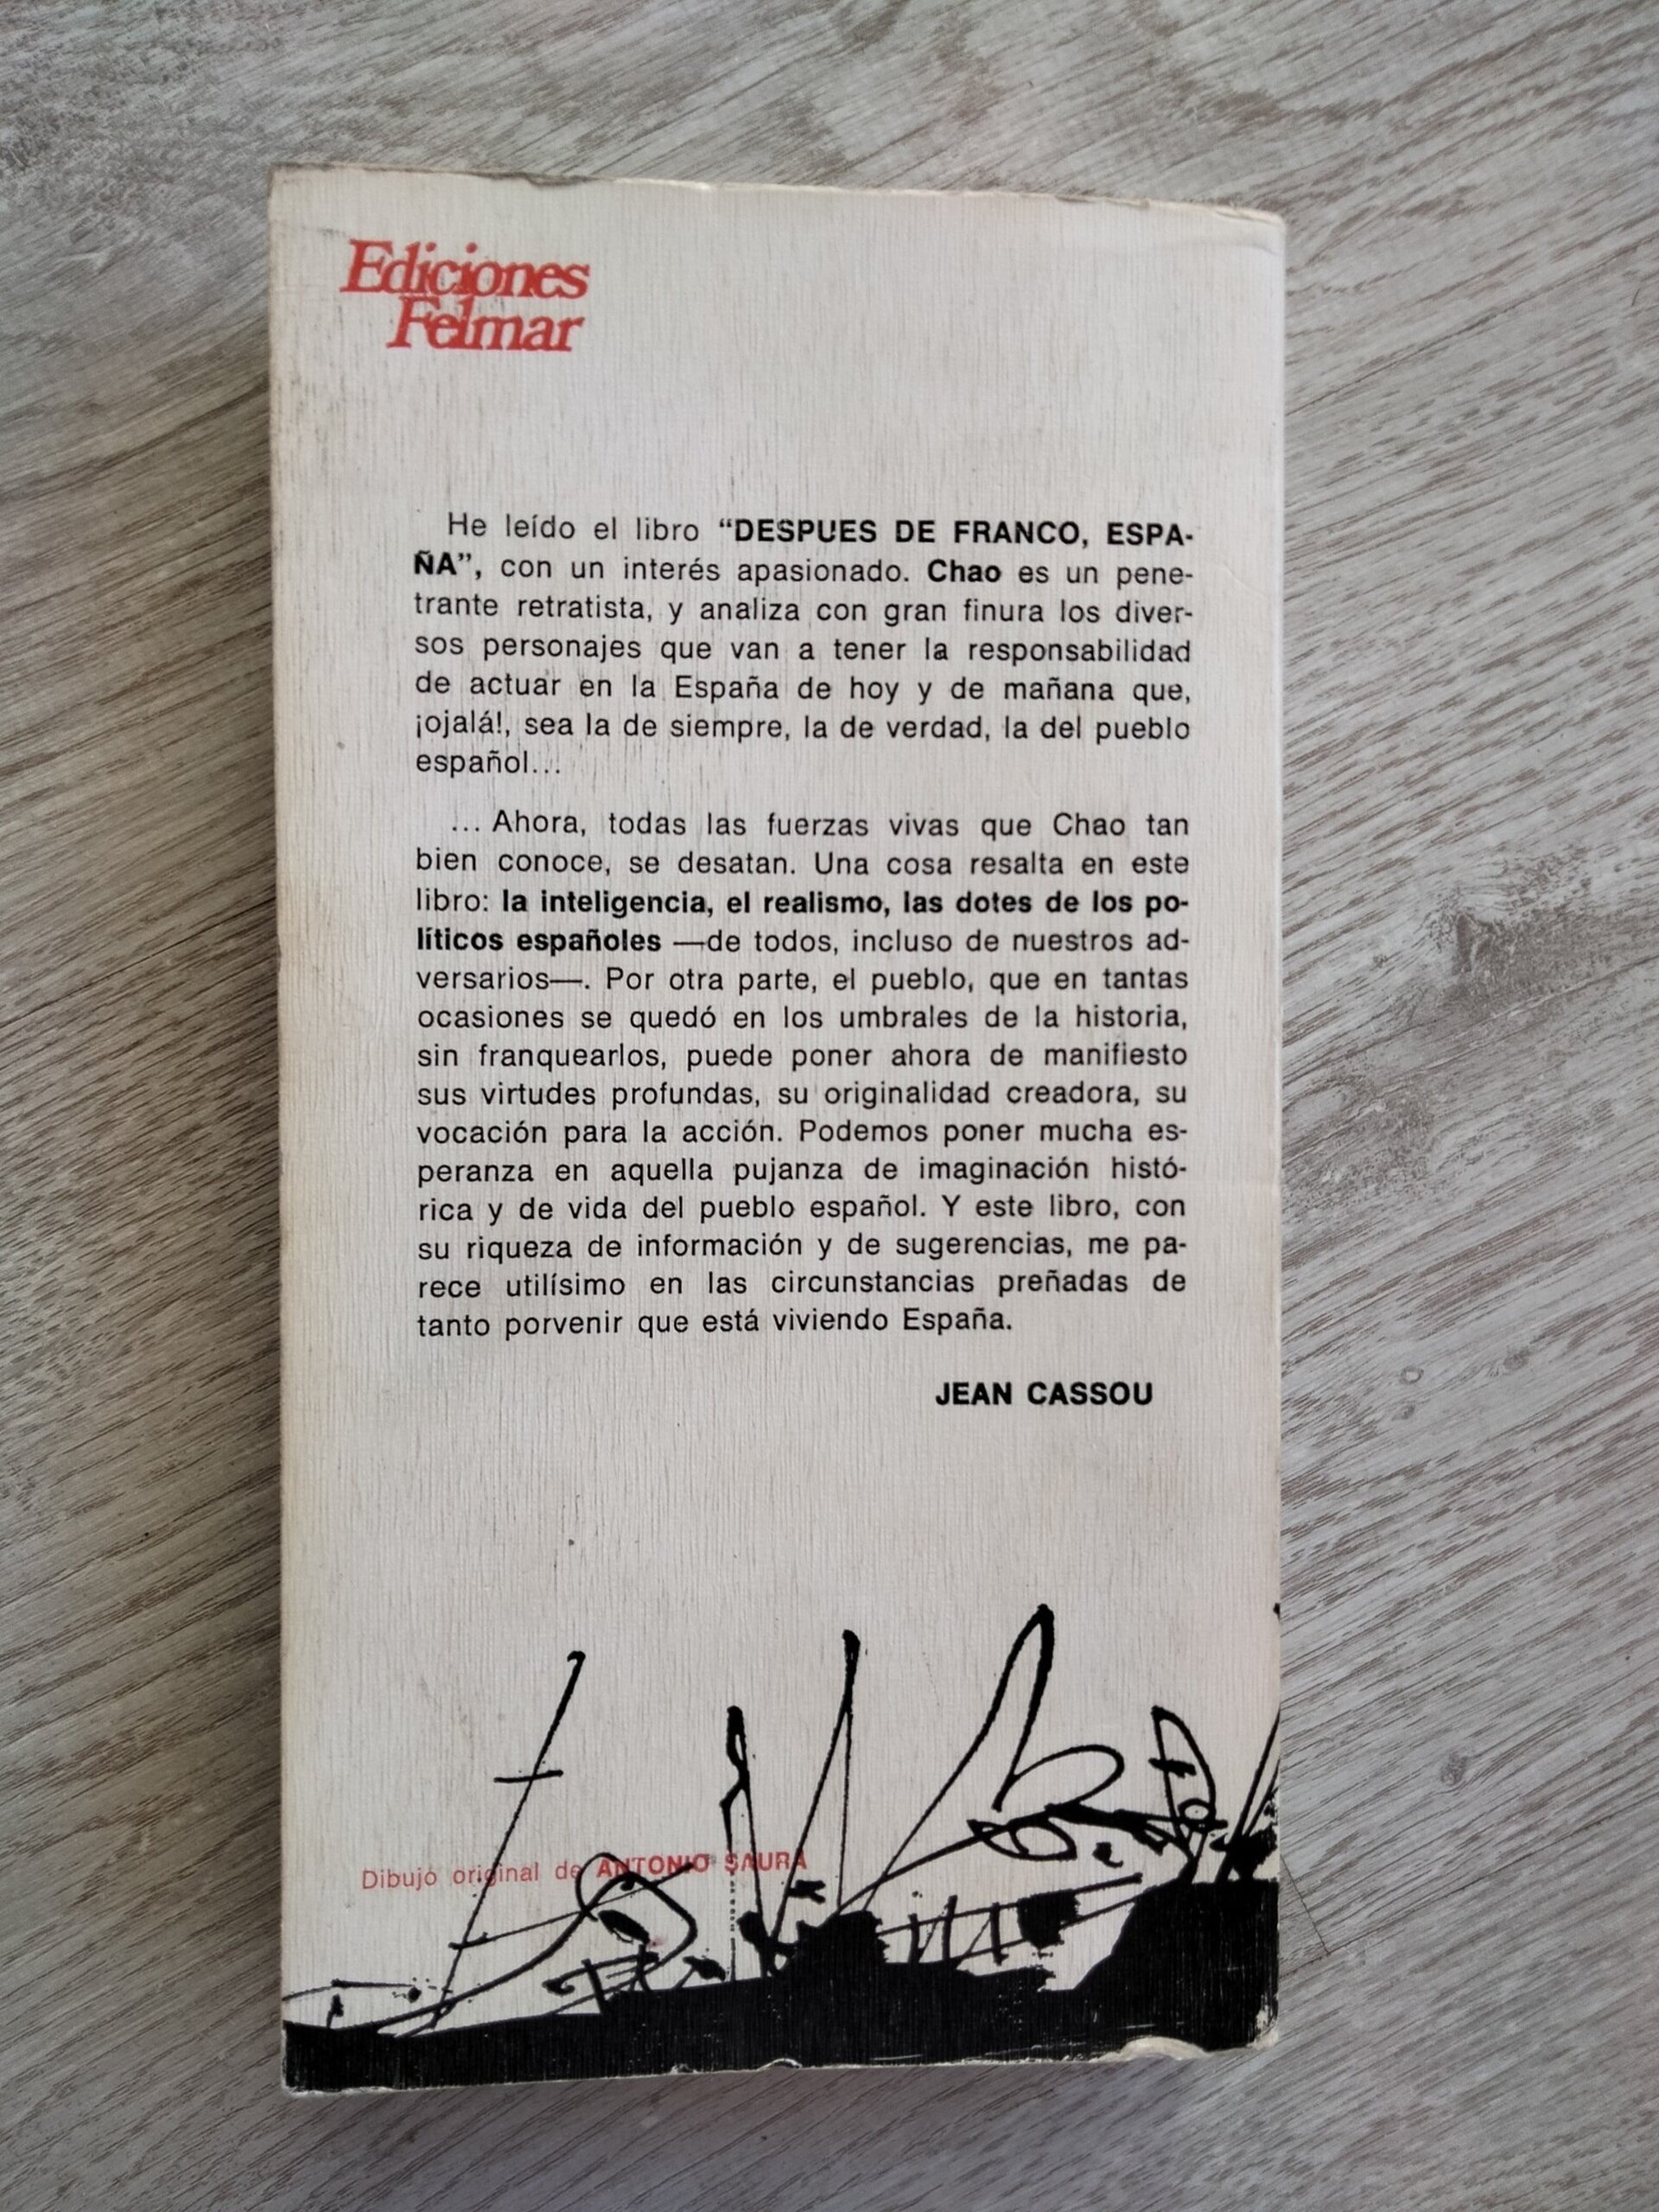 Ediciones
Felmar
He leído el libro “DESPUES DE FRANCO, ESPA-
ÑA”, con un interés apasionado. Chao es un pene-
trante retratista, y analiza con gran finura los diver-
sos personajes que van a tener la responsabilidad
de actuar en la España de hoy y de mañana que,
¡ojalá!, sea la de siempre, la de verdad, la del pueblo
español...
... Ahora, todas las fuerzas vivas que Chao tan
bien conoce, se desatan. Una cosa resalta en este
libro: la inteligencia, el realismo, las dotes de los po-
líticos españoles —de todos, incluso de nuestros ad-
versarios—. Por otra parte, el pueblo, que en tantas
ocasiones se quedó en los umbrales de la historia,
sin franquearlos, puede poner ahora de manifiesto
sus virtudes profundas, su originalidad creadora, su
vocación para la acción. Podemos poner mucha es-
peranza en aquella pujanza de imaginación histó-
rica y de vida del pueblo español. Y este libro, con
su riqueza de información y de sugerencias, me pa-
rece utilísimo en las circunstancias preñadas de
tanto porvenir que está viviendo España.
JEAN CASSOU
Dibujo original de ANTONIO SAURA